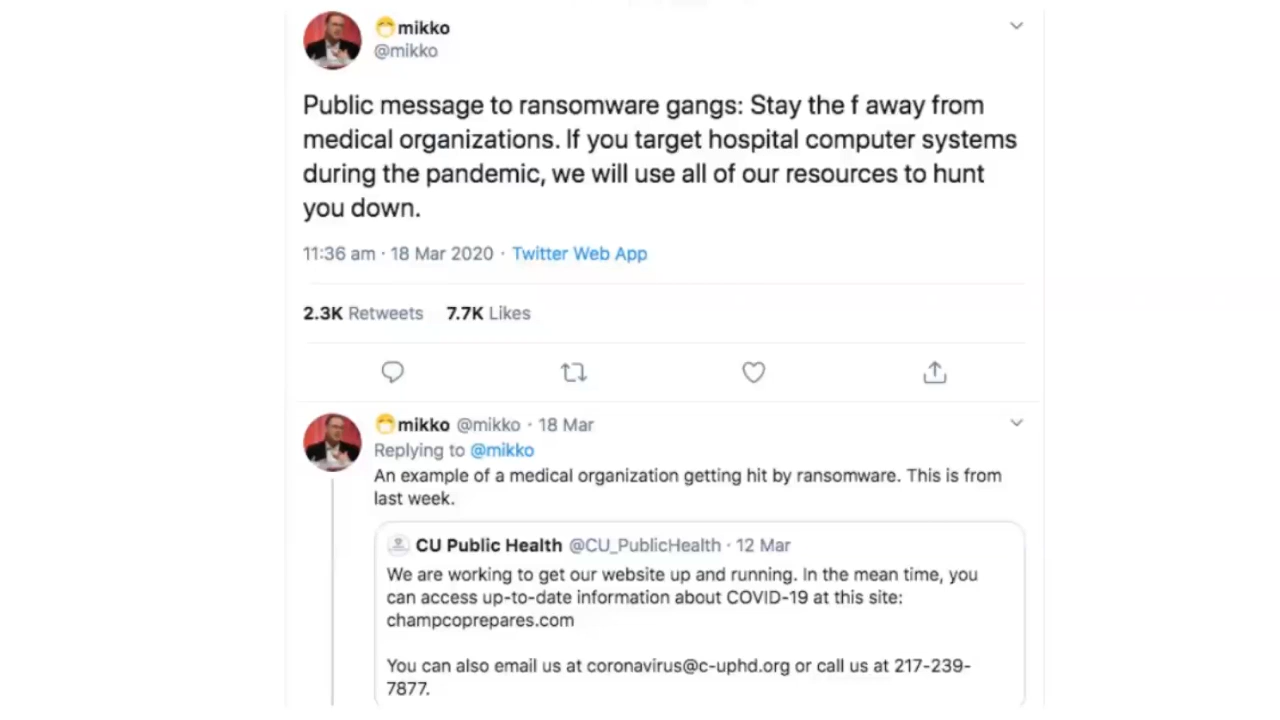 😷mikko
@mikko
Public message to ransomware gangs: Stay the f away from
medical organizations. If you target hospital computer systems
during the pandemic, we will use all of our resources to hunt
you down.
11:36 am · 18 Mar 2020 · Twitter Web App
2.3K Retweets 7.7K Likes
😷mikko @mikko · 18 Mar
Replying to @mikko
An example of a medical organization getting hit by ransomware. This is from
last week.
CU Public Health @CU_PublicHealth · 12 Mar
We are working to get our website up and running. In the mean time, you
can access up-to-date information about COVID-19 at this site:
champcoprepares.com
You can also email us at coronavirus@c-uphd.org or call us at 217-239-
7877.